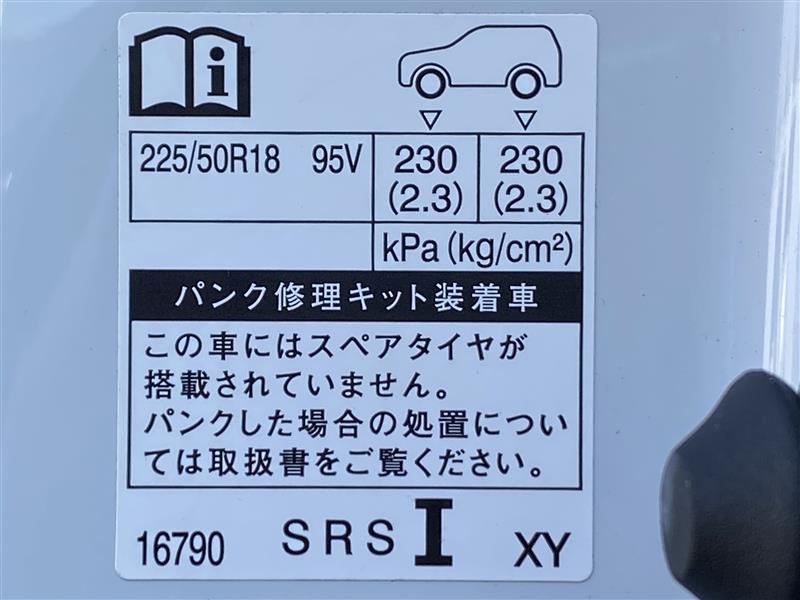 i
225/50R18 95V 230 230
(2.3) (2.3)
kPa (kg/cm²)
パンク修理キット装着車
この車にはスペアタイヤが
搭載されていません。
パンクした場合の処置につい
ては取扱書をご覧ください。
16790 SRS I XY